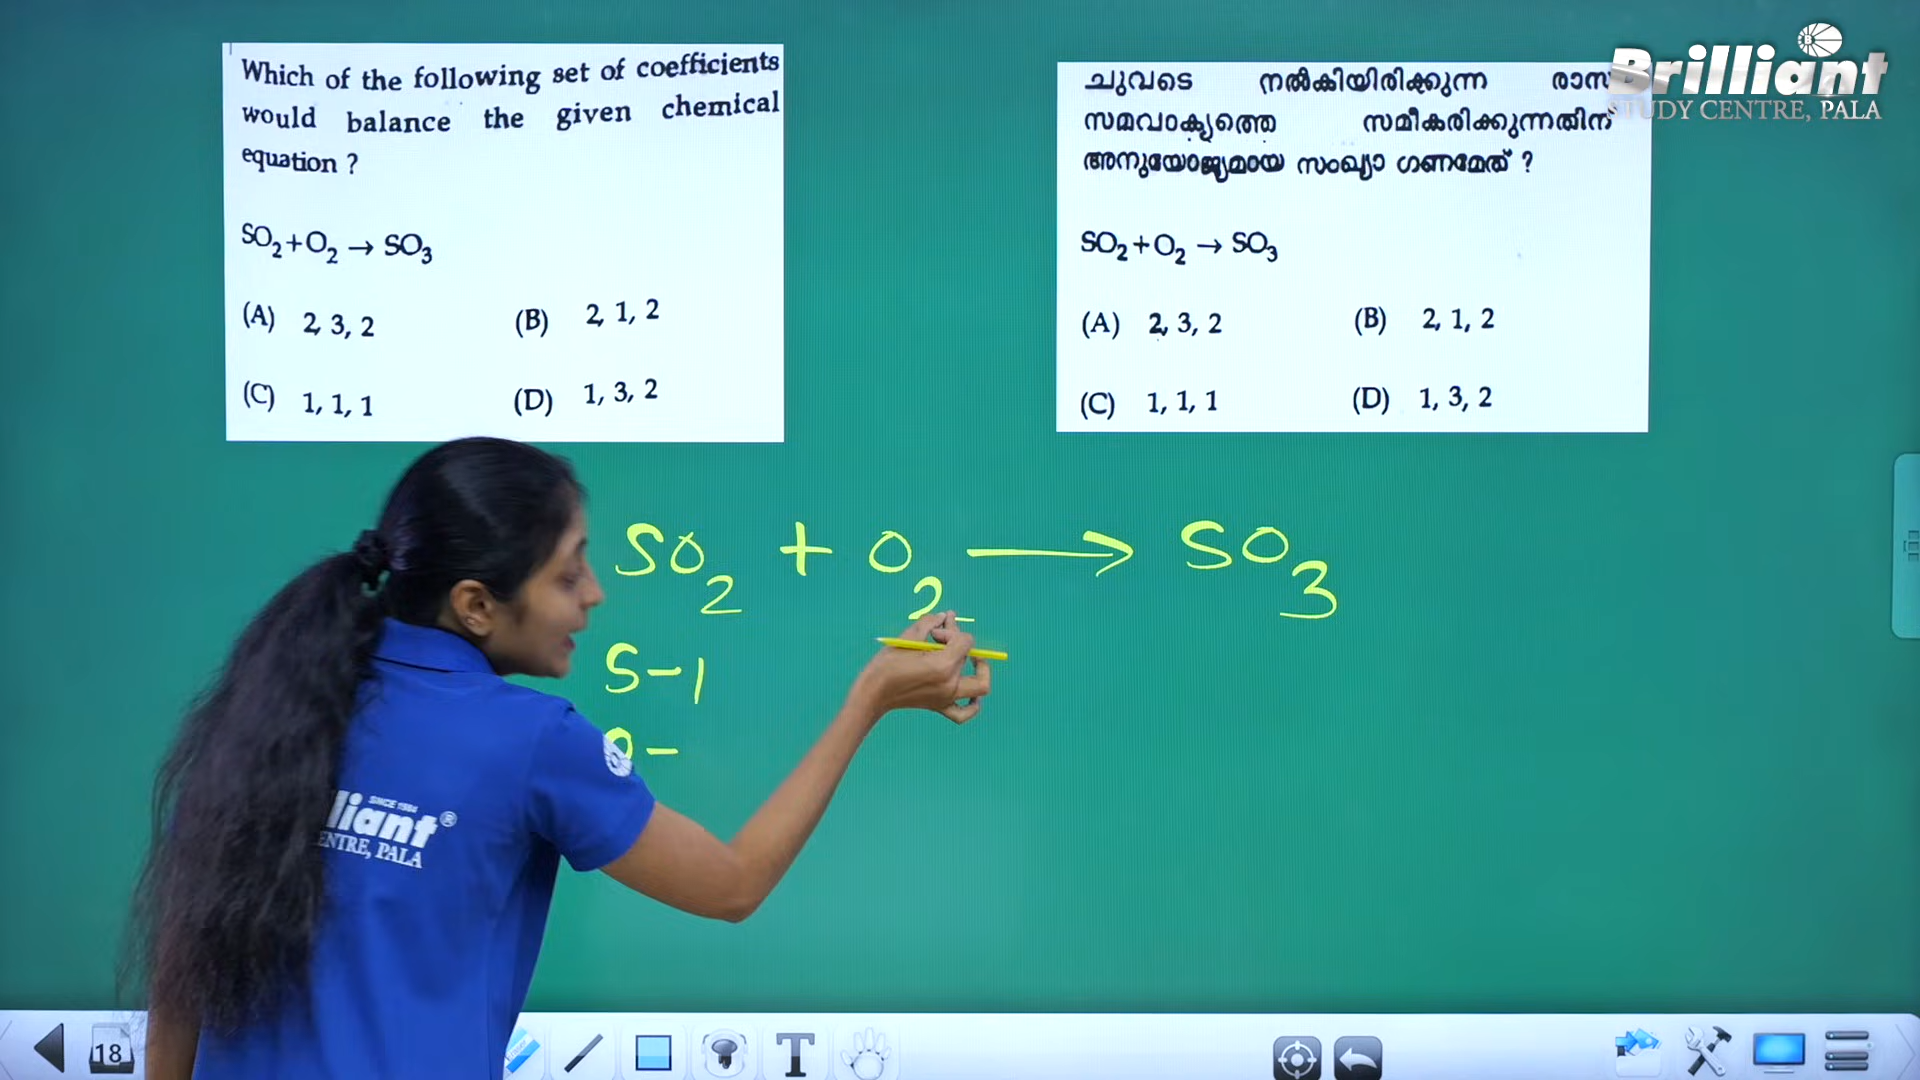 Which of the following set of coefficients
would balance the given chemical
equation ?
SO₂+O₂ → SO₃
(A) 2, 3, 2 (B) 2, 1, 2
(C) 1, 1, 1 (D) 1, 3, 2
ചുവടെ നൽകിയിരിക്കുന്ന രാസ
സമവാക്യത്തെ സമീകരിക്കുന്നതിന്
അനുയോജ്യമായ സംഖ്യാ ഗണമേത് ?
SO₂+O₂ → SO₃
(A) 2, 3, 2 (B) 2, 1, 2
(C) 1, 1, 1 (D) 1, 3, 2
Brilliant
STUDY CENTRE, PALA
SO₂ + O₂ → SO₃
S - 1
O -
SINCE 1984
lliant®
ENTRE, PALA
18
T